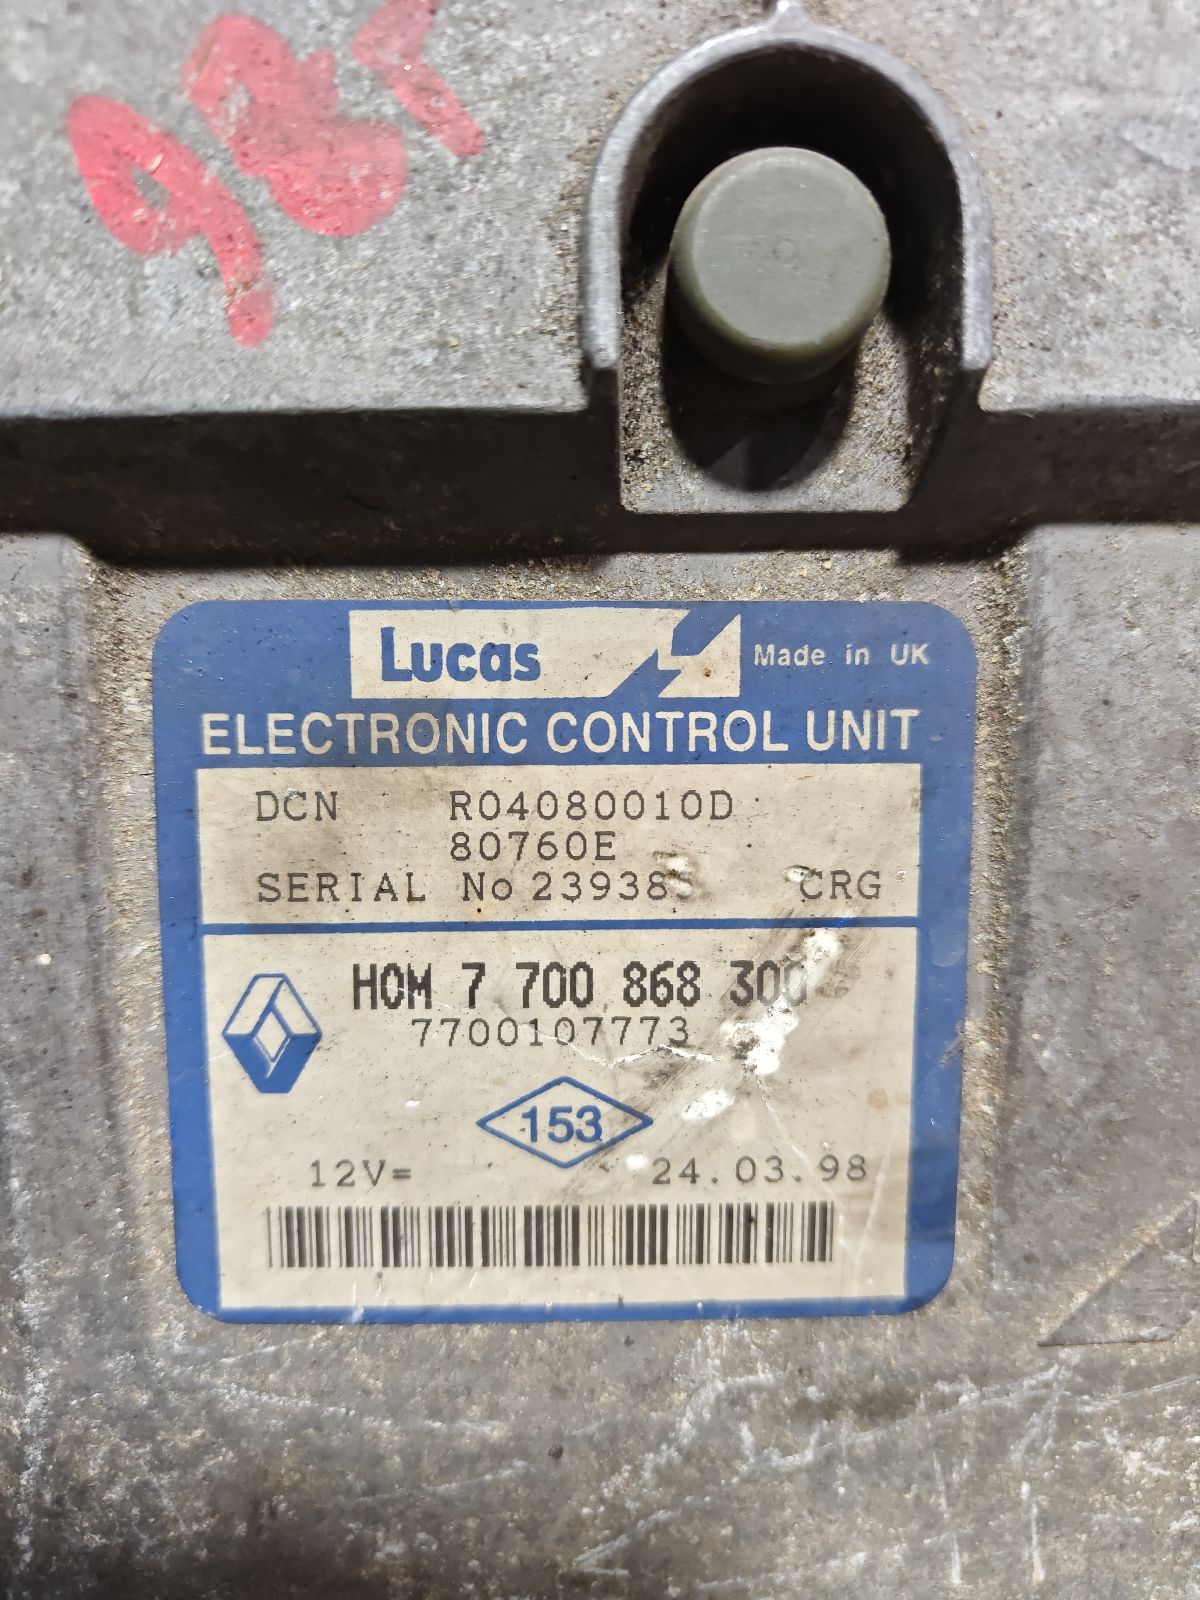 Lucas
Made in UK
ELECTRONIC CONTROL UNIT
DCN R04080010D
80760E
SERIAL No CRG
HOM 7 700 868 300
7700107773
153
12V= 24.03.98